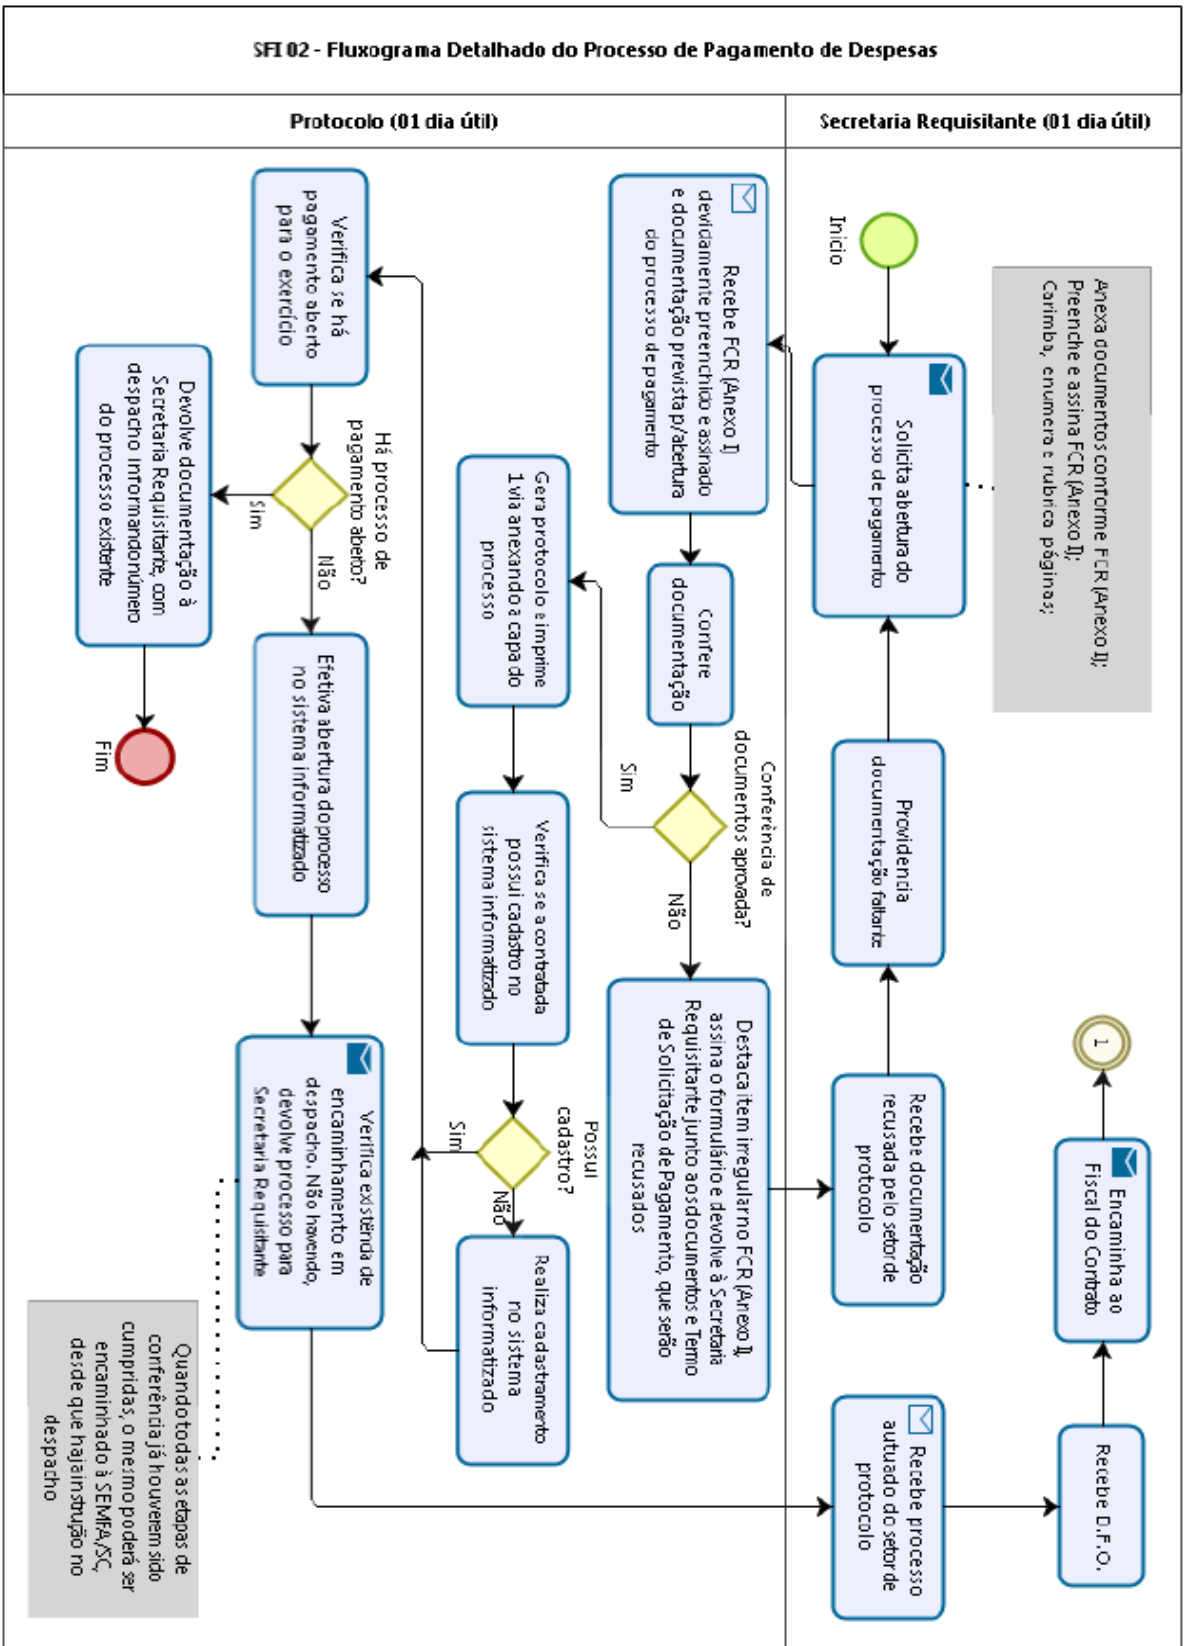 SFI 02 - Fluxograma Detalhado do Processo de Pagamento de Despesas
Protocolo (01 dia útil)
Secretaria Requisitante (01 dia útil)
Início
Anexa documentos conforme FCR (Anexo I);
Preenche e assina FCR (Anexo I);
Carimba, enumera e rubrica páginas;
Solicita abertura do
processo de pagamento
Providencia
documentação faltante
Recebe documentação
recusada pelo setor de
protocolo
1
Encaminha ao
Fiscal do Contrato
Recebe D.F.O.
Recebe processo
autuado do setor de
protocolo
Recebe FCR (Anexo I)
devidamente preenchido e assinado
e documentação prevista p/abertura
do processo de pagamento
Confere
documentação
Conferência de
documentos aprovada?
Sim
Não
Destaca item irregular no FCR (Anexo I),
assina o formulário e devolve à Secretaria
Requisitante junto aos documentos e Termo
de Solicitação de Pagamento, que serão
recusados
Gera protocolo e imprime
1 via anexando a capa do
processo
Verifica se a contratada
possui cadastro no
sistema informatizado
Possui
cadastro?
Sim
Não
Realiza cadastramento
no sistema
informatizado
Verifica se há
pagamento aberto
para o exercício
Há processo de
pagamento aberto?
Sim
Não
Devolve documentação à
Secretaria Requisitante, com
despacho informando número
do processo existente
Fim
Efetiva abertura do processo
no sistema informatizado
Verifica existência de
encaminhamento em
despacho. Não havendo,
devolve processo para
Secretaria Requisitante
Quando todas as etapas de
conferência já houverem sido
cumpridas, o mesmo poderá ser
encaminhado à SEMFA/SC,
desde que haja instrução no
despacho